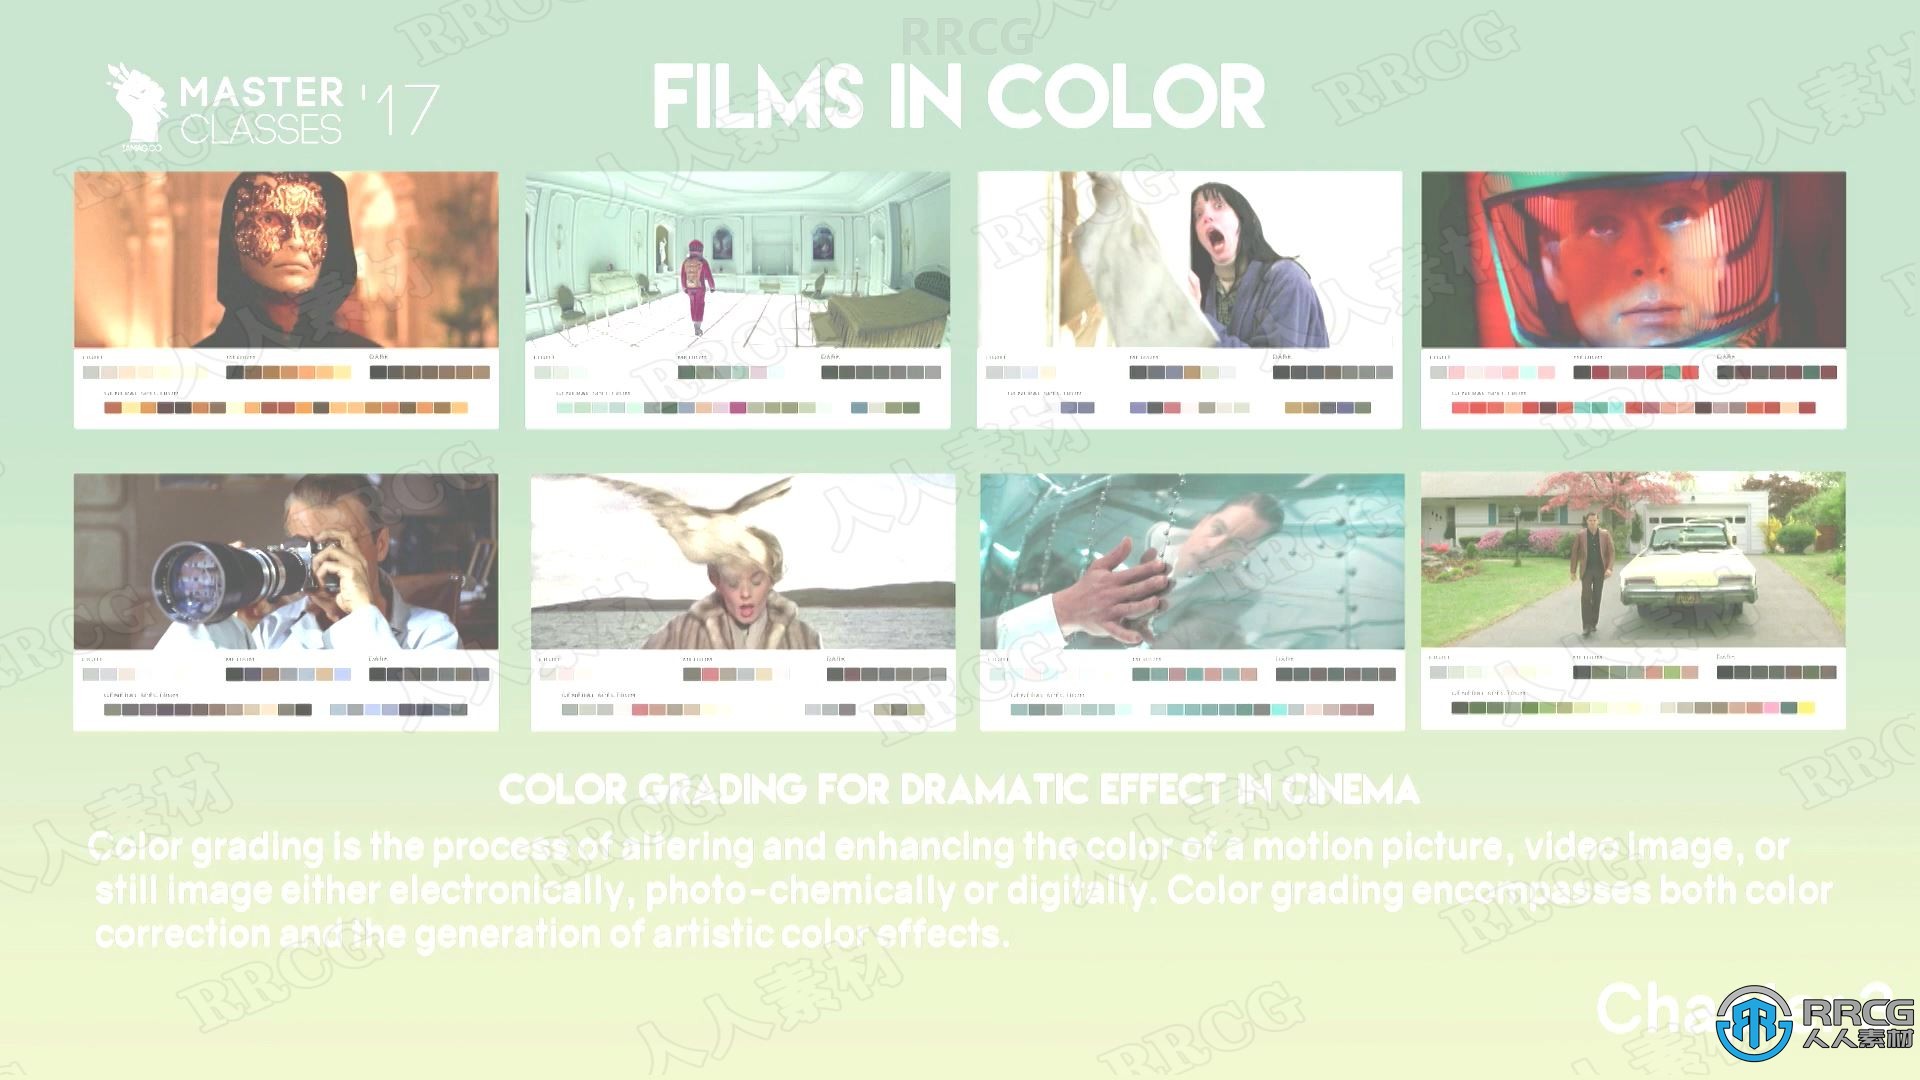 RRCG
MASTER
CLASSES
'17
FILMS IN COLOR
LIGHT MEDIUM DARK
GENERAL SPECTRUM
LIGHT MEDIUM DARK
GENERAL SPECTRUM
LIGHT MEDIUM DARK
GENERAL SPECTRUM
LIGHT MEDIUM DARK
GENERAL SPECTRUM
LIGHT MEDIUM DARK
GENERAL SPECTRUM
LIGHT MEDIUM DARK
GENERAL SPECTRUM
LIGHT MEDIUM DARK
GENERAL SPECTRUM
LIGHT MEDIUM DARK
GENERAL SPECTRUM
COLOR GRADING FOR DRAMATIC EFFECT IN CINEMA
Color grading is the process of altering and enhancing the color of a motion picture, video image, or
still image either electronically, photo-chemically or digitally. Color grading encompasses both color
correction and the generation of artistic color effects.
RRCG
人人素材